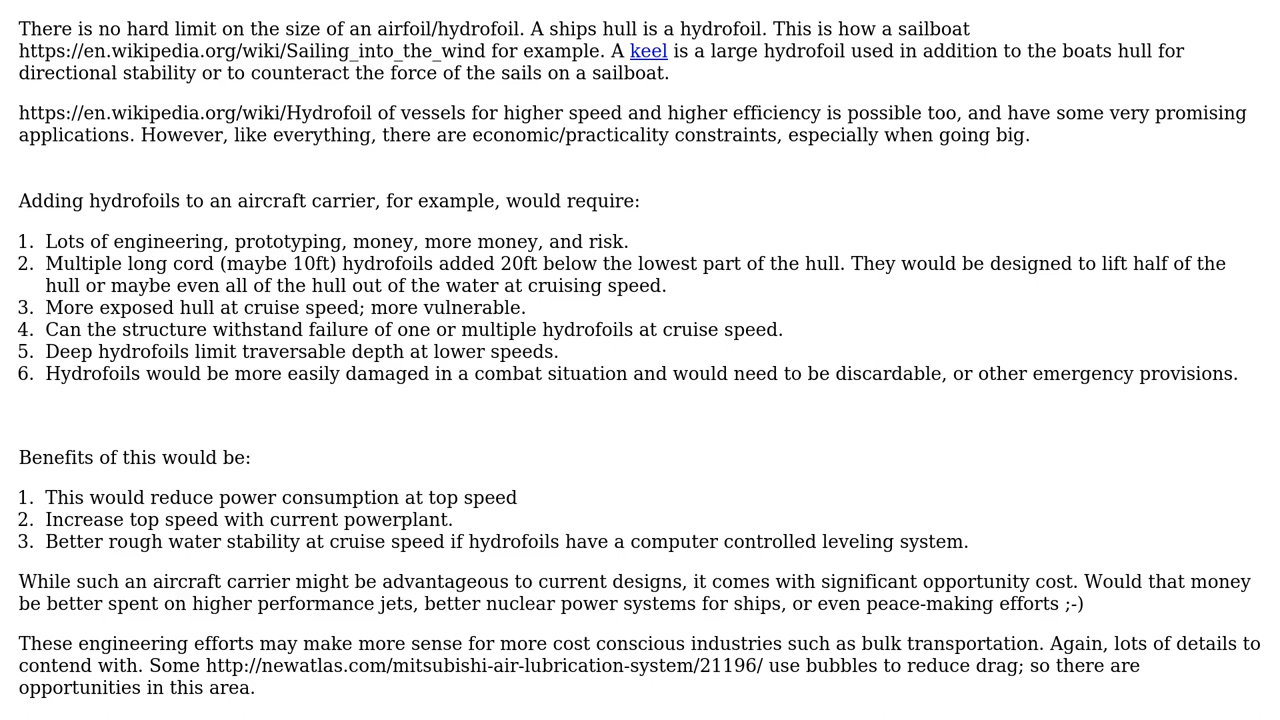 There is no hard limit on the size of an airfoil/hydrofoil. A ships hull is a hydrofoil. This is how a sailboat
https://en.wikipedia.org/wiki/Sailing_into_the_wind for example. A keel is a large hydrofoil used in addition to the boats hull for
directional stability or to counteract the force of the sails on a sailboat.
https://en.wikipedia.org/wiki/Hydrofoil of vessels for higher speed and higher efficiency is possible too, and have some very promising
applications. However, like everything, there are economic/practicality constraints, especially when going big.
Adding hydrofoils to an aircraft carrier, for example, would require:
1. Lots of engineering, prototyping, money, more money, and risk.
2. Multiple long cord (maybe 10ft) hydrofoils added 20ft below the lowest part of the hull. They would be designed to lift half of the
hull or maybe even all of the hull out of the water at cruising speed.
3. More exposed hull at cruise speed; more vulnerable.
4. Can the structure withstand failure of one or multiple hydrofoils at cruise speed.
5. Deep hydrofoils limit traversable depth at lower speeds.
6. Hydrofoils would be more easily damaged in a combat situation and would need to be discardable, or other emergency provisions.
Benefits of this would be:
1. This would reduce power consumption at top speed
2. Increase top speed with current powerplant.
3. Better rough water stability at cruise speed if hydrofoils have a computer controlled leveling system.
While such an aircraft carrier might be advantageous to current designs, it comes with significant opportunity cost. Would that money
be better spent on higher performance jets, better nuclear power systems for ships, or even peace-making efforts ;-)
These engineering efforts may make more sense for more cost conscious industries such as bulk transportation. Again, lots of details to
contend with. Some http://newatlas.com/mitsubishi-air-lubrication-system/21196/ use bubbles to reduce drag; so there are
opportunities in this area.